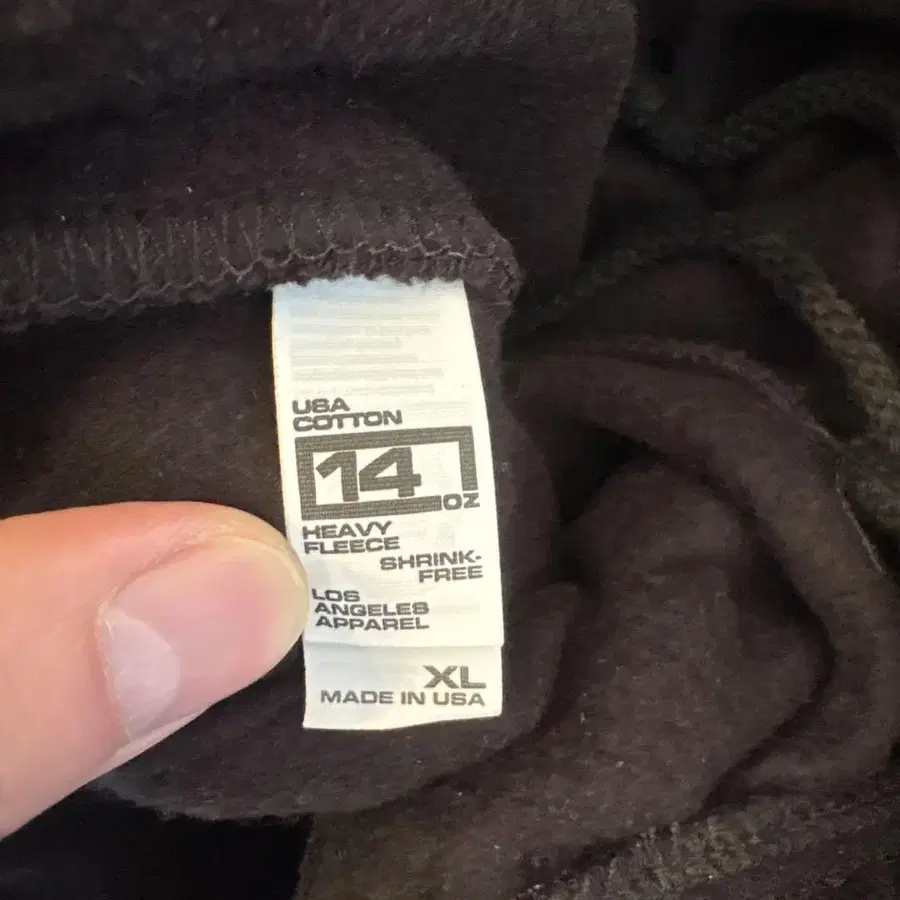 USA
COTTON
14
OZ
HEAVY
FLEECE
SHRINK-
FREE
LOS
ANGELES
APPAREL
XL
MADE IN USA